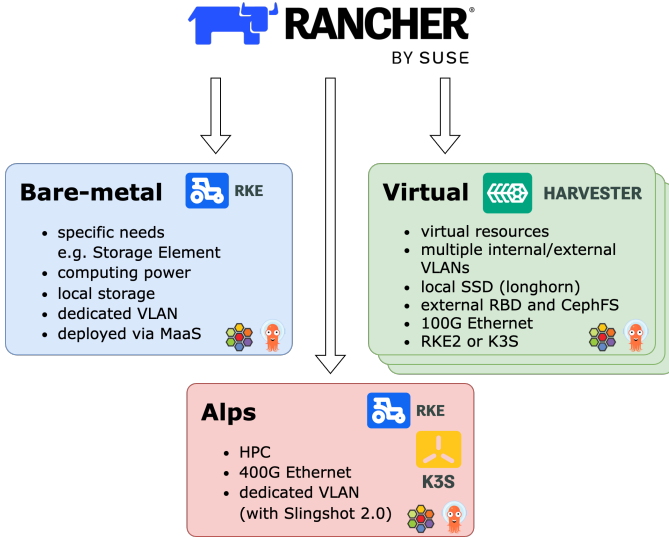 RANCHER®
BY SUSE
Bare-metal
RKE
• specific needs
e.g. Storage Element
• computing power
• local storage
• dedicated VLAN
• deployed via MaaS
Virtual
HARVESTER
• virtual resources
• multiple internal/external
VLANs
• local SSD (longhorn)
• external RBD and CephFS
• 100G Ethernet
• RKE2 or K3S
Alps
RKE
K3S
• HPC
• 400G Ethernet
• dedicated VLAN
(with Slingshot 2.0)